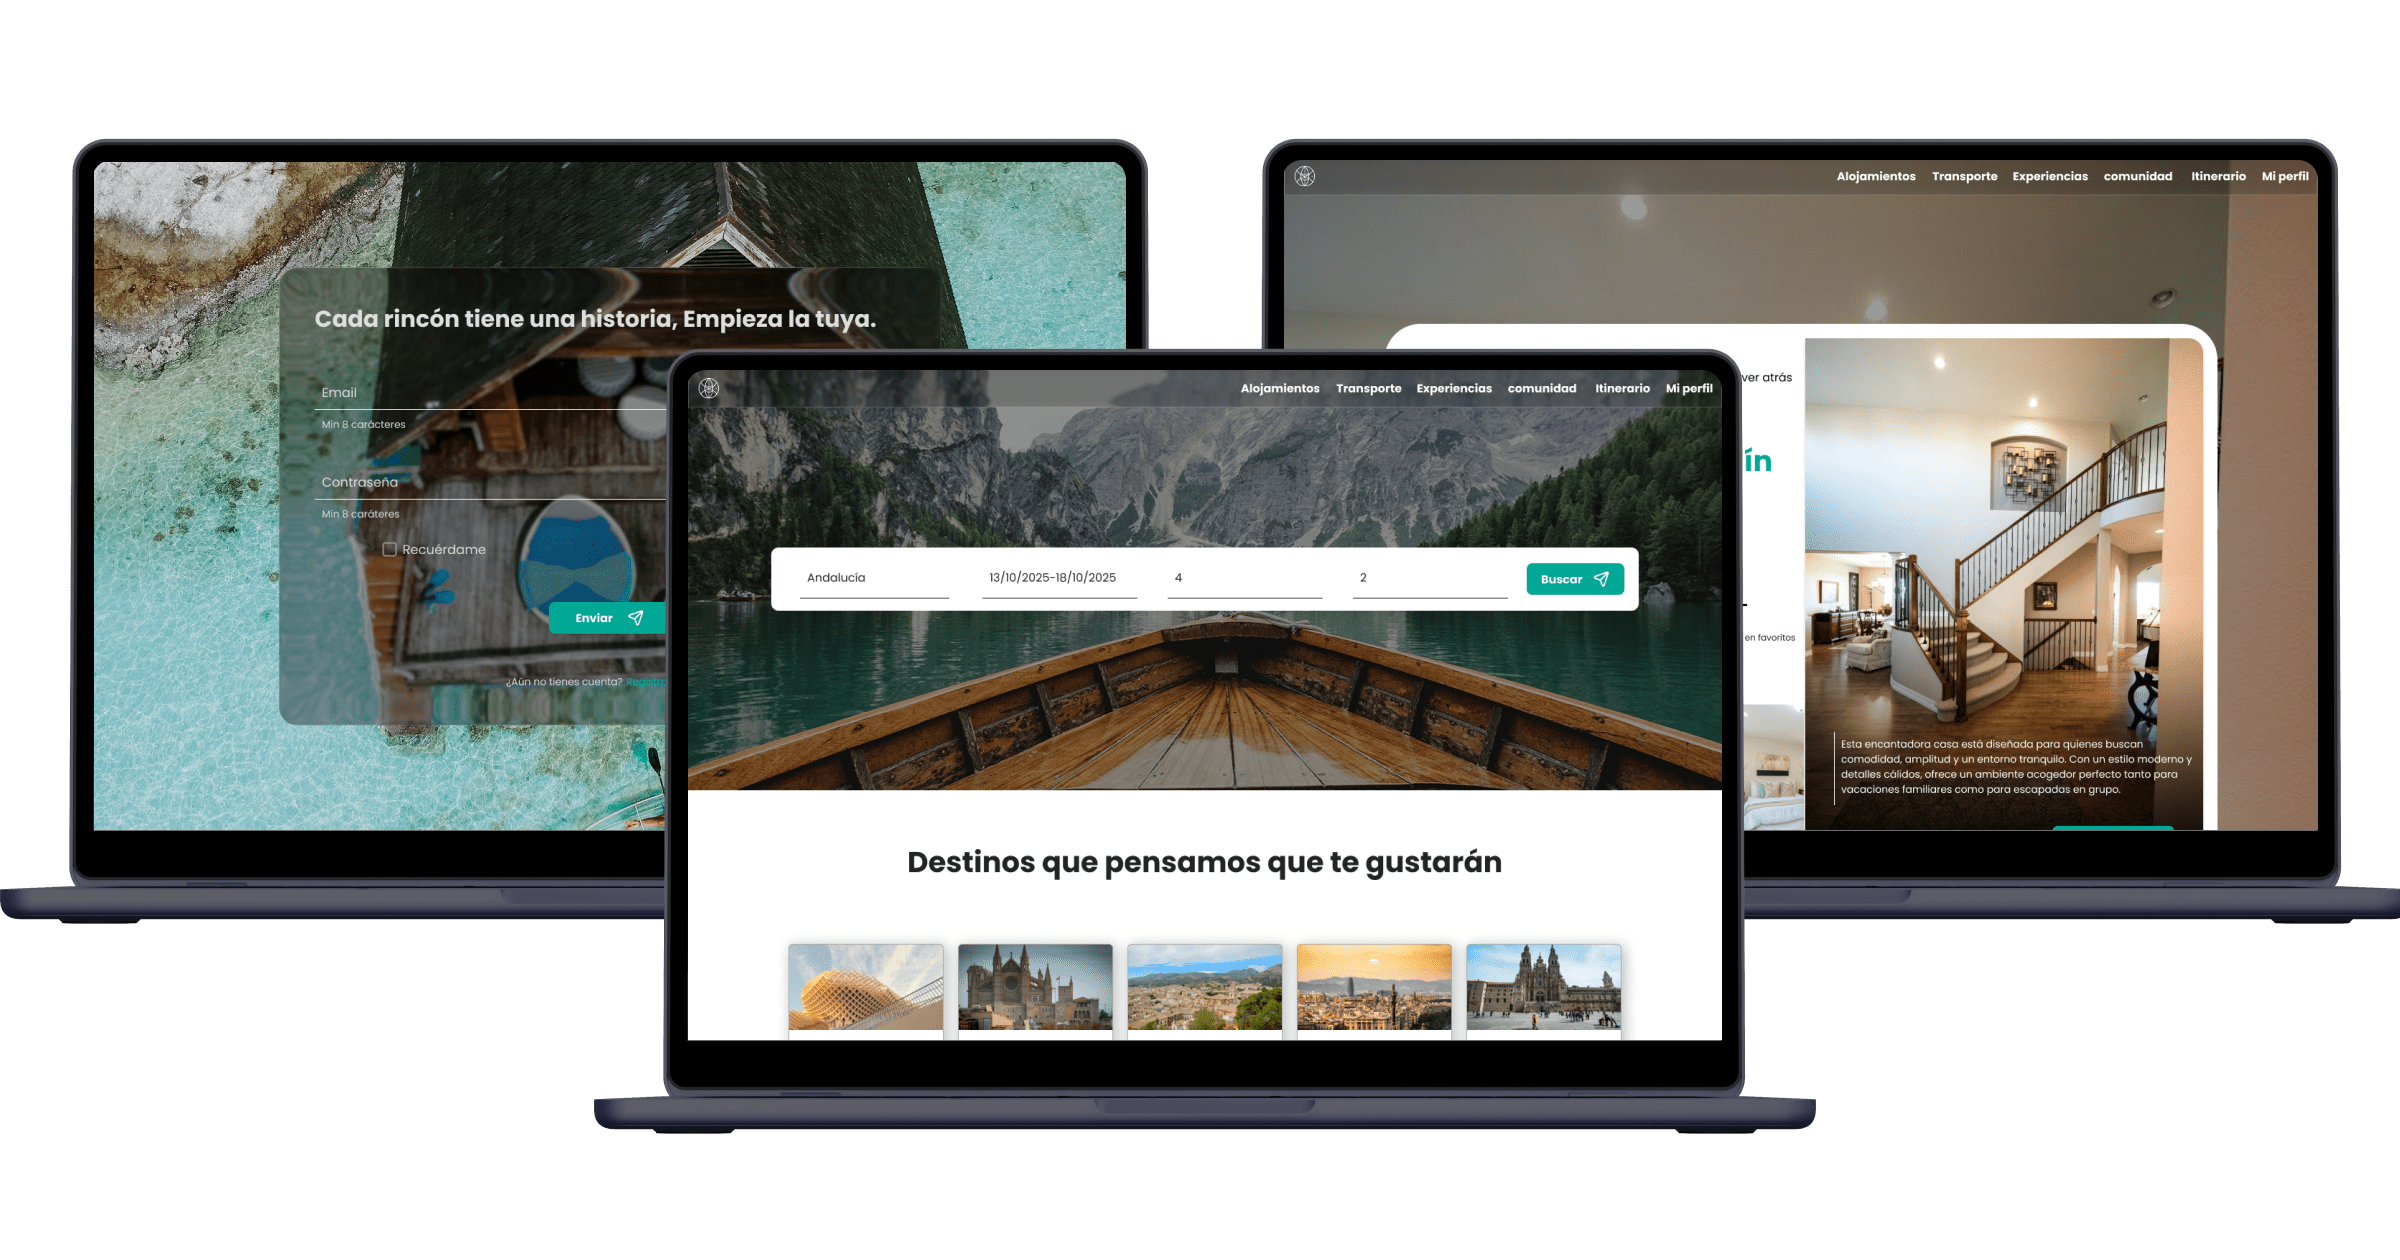 Cada rincón tiene una historia, Empieza la tuya.
Email
Min 8 carácteres
Contraseña
Min 8 caráteres
Recuérdame
Enviar
¿Aún no tienes cuenta?
Alojamientos Transporte Experiencias comunidad Itinerario Mi perfil
Andalucía 13/10/2025-18/10/2025 4 2 Buscar
Destinos que pensamos que te gustarán
Alojamientos Transporte Experiencias comunidad Itinerario Mi perfil
atrás
en favoritos
Esta encantadora casa está diseñada para quienes buscan
comodidad, amplitud y un entorno tranquilo. Con un estilo moderno y
detalles cálidos, ofrece un ambiente acogedor perfecto tanto para
vacaciones familiares como para escapadas en grupo.